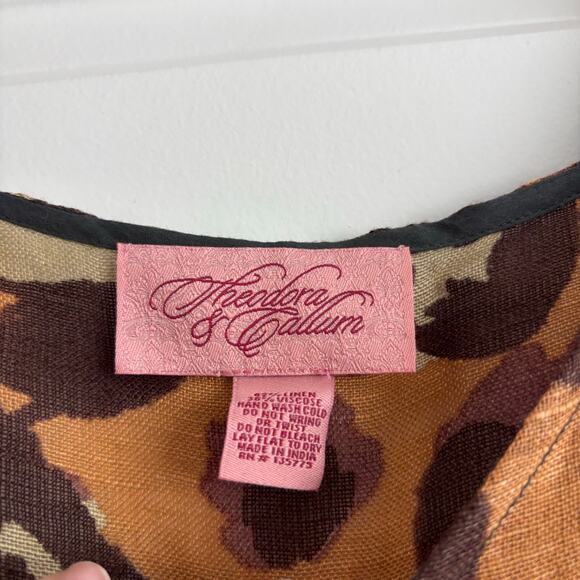 Theodora
& Callum
LINEN
VISCOSE
HAND WASH COLD
DO NOT WRING
OR TWIST
DO NOT BLEACH
LAY FLAT TO DRY
MADE IN INDIA
RN# 135775